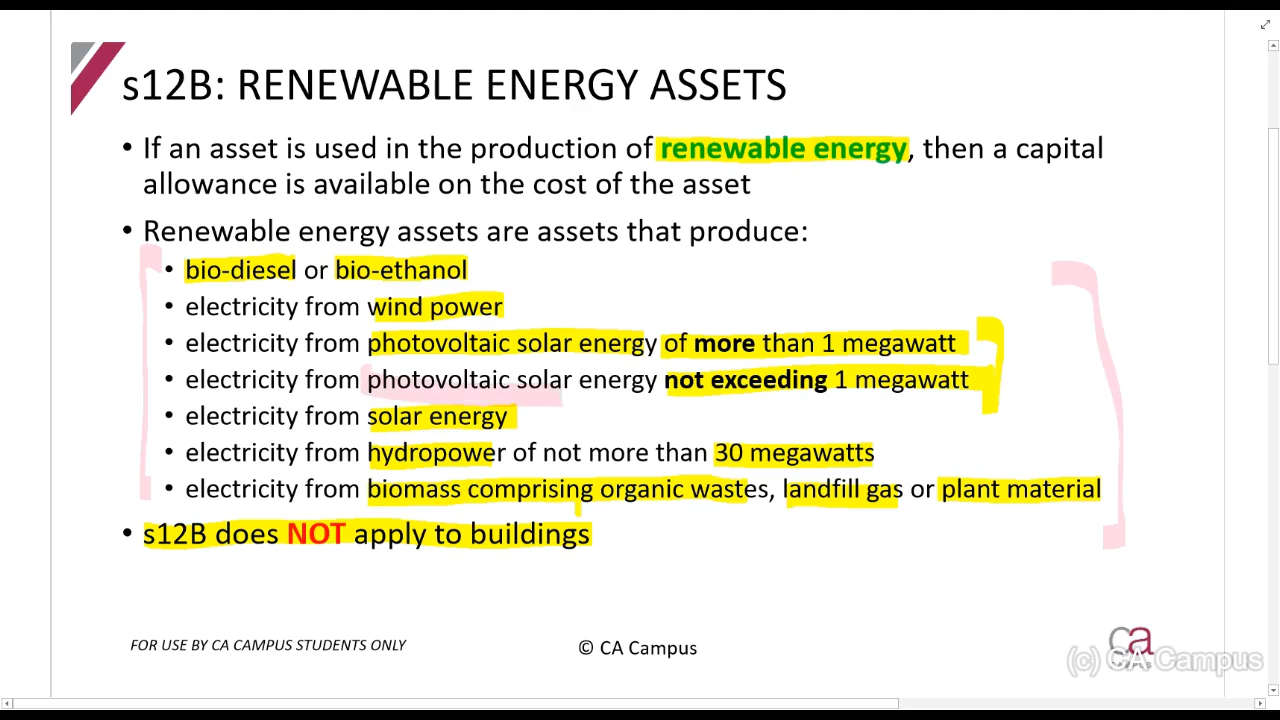 s12B: RENEWABLE ENERGY ASSETS
• If an asset is used in the production of renewable energy, then a capital
allowance is available on the cost of the asset
• Renewable energy assets are assets that produce:
• bio-diesel or bio-ethanol
• electricity from wind power
• electricity from photovoltaic solar energy of more than 1 megawatt
• electricity from photovoltaic solar energy not exceeding 1 megawatt
• electricity from solar energy
• electricity from hydropower of not more than 30 megawatts
• electricity from biomass comprising organic wastes, landfill gas or plant material
• s12B does NOT apply to buildings
FOR USE BY CA CAMPUS STUDENTS ONLY
© CA Campus
ca
CAMPUS
(c) CA Campus